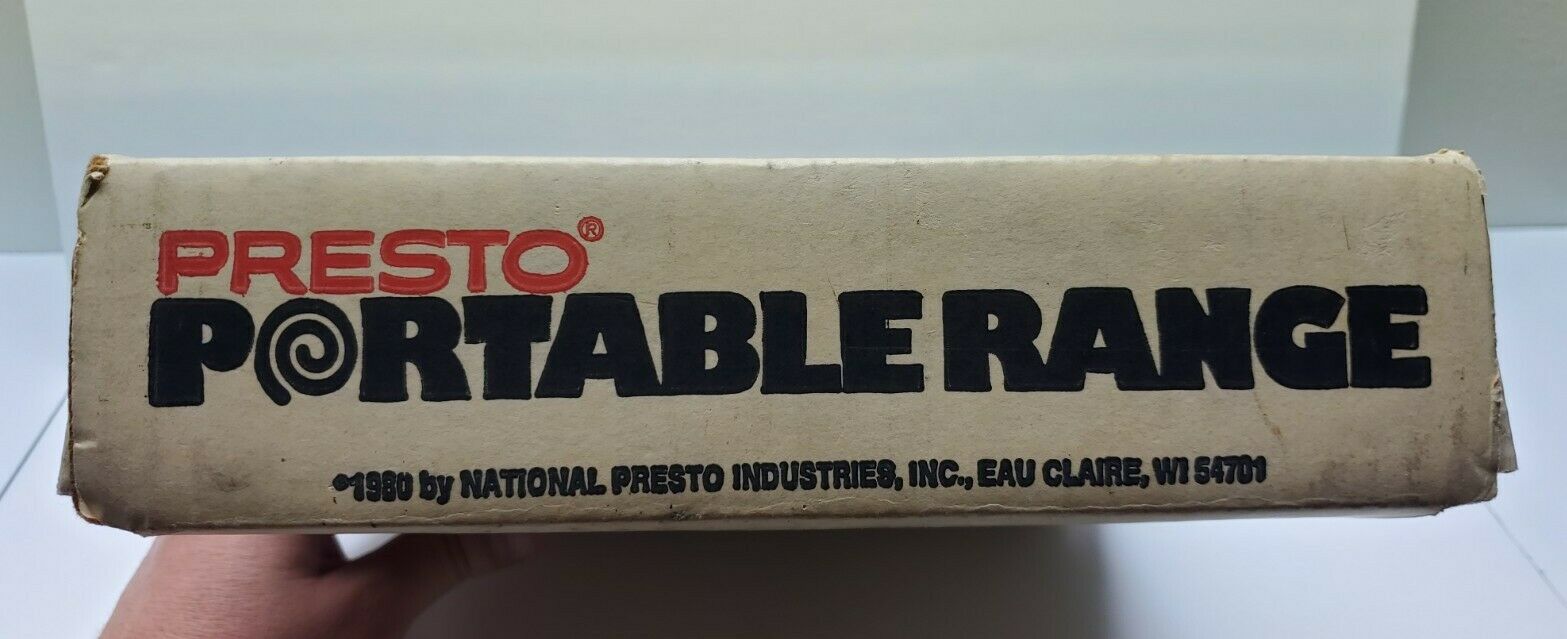 PRESTO®
PORTABLE RANGE
©1980 by NATIONAL PRESTO INDUSTRIES, INC., EAU CLAIRE, WI 54701